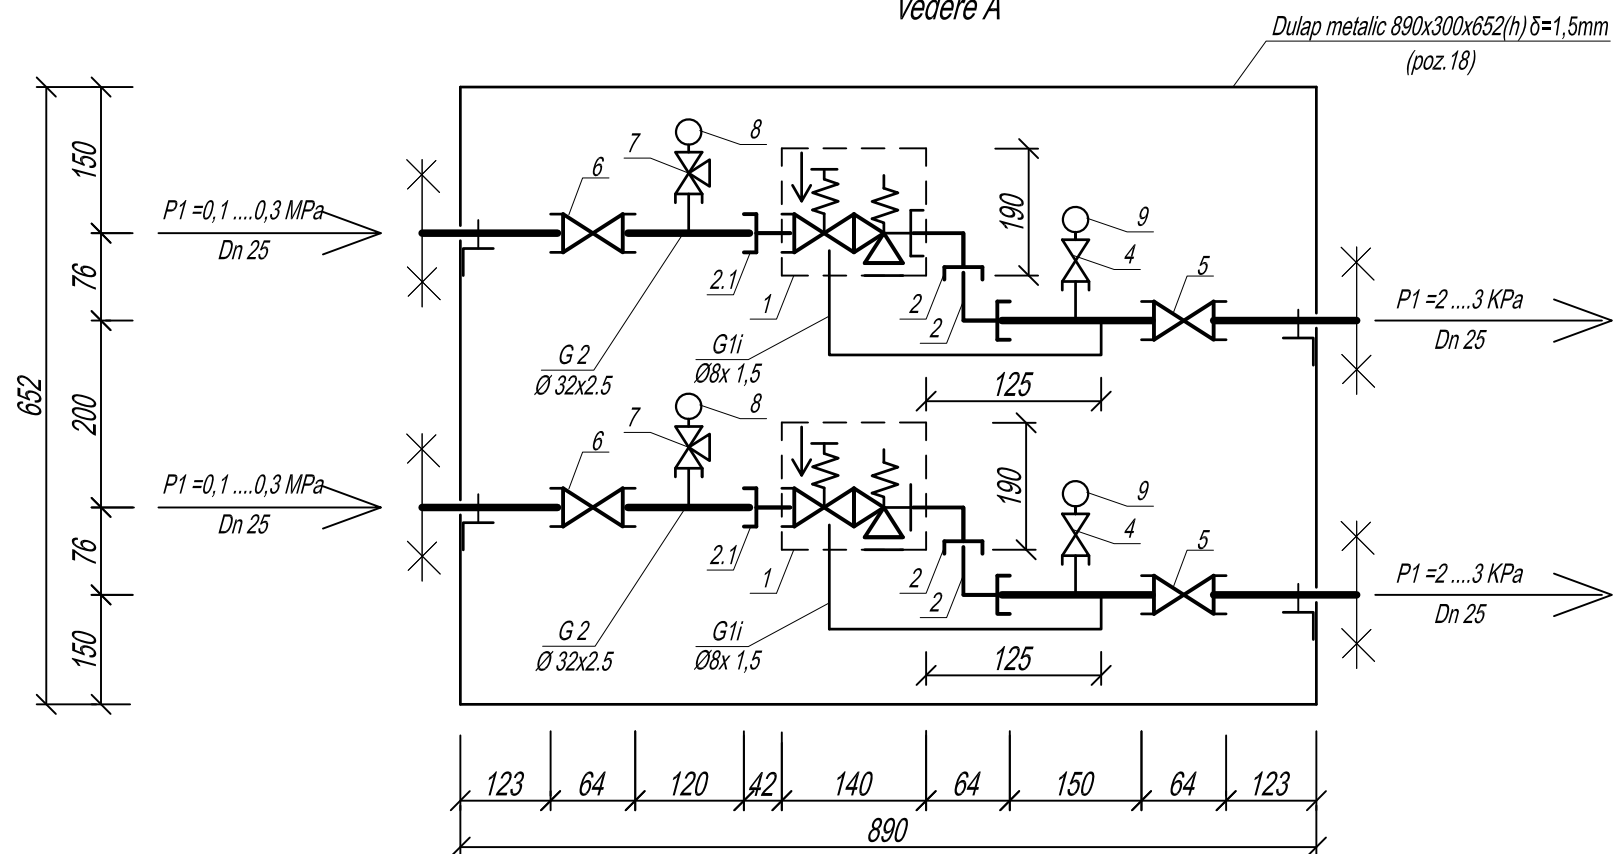 Vedere A
Dulap metalic 890x300x652(h) δ=1,5mm
(poz.18)
652
150
76
200
76
150
P1 =0,1 ....0,3 MPa
Dn 25
6
7
8
2.1
1
G 2
Ø 32x2.5
G1i
Ø8x 1,5
2
2
190
9
4
5
125
P1 =2 ....3 KPa
Dn 25
P1 =0,1 ....0,3 MPa
Dn 25
6
7
8
2.1
1
G 2
Ø 32x2.5
G1i
Ø8x 1,5
2
2
190
9
4
5
125
P1 =2 ....3 KPa
Dn 25
123
64
120
42
140
64
150
64
123
890